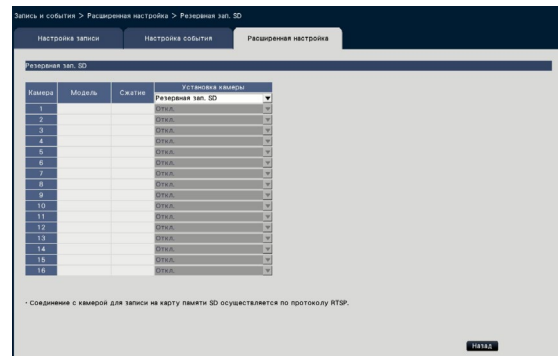 Запись и события > Расширенная настройка > Резервная зап. SD
Настройка записи Настройка события Расширенная настройка
Резервная зап. SD
Камера Модель Сжатие Установка камеры
Резервная зап. SD
1 Откл.
2 Откл.
3 Откл.
4 Откл.
5 Откл.
6 Откл.
7 Откл.
8 Откл.
9 Откл.
10 Откл.
11 Откл.
12 Откл.
13 Откл.
14 Откл.
15 Откл.
16 Откл.
· Соединение с камерой для записи на карту памяти SD осуществляется по протоколу RTSP.
Назад